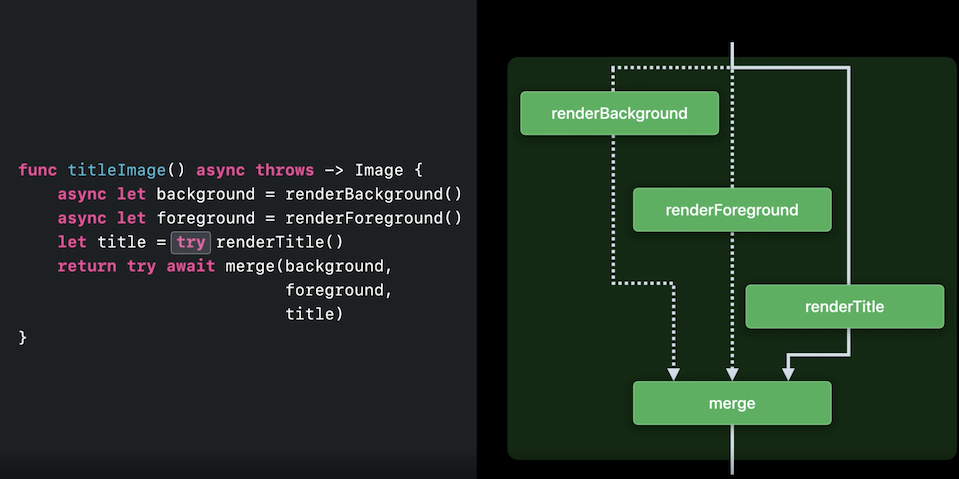 func titleImage() async throws -> Image {
    async let background = renderBackground()
    async let foreground = renderForeground()
    let title = try renderTitle()
    return try await merge(background,
                           foreground,
                           title)
}
renderBackground
renderForeground
renderTitle
merge